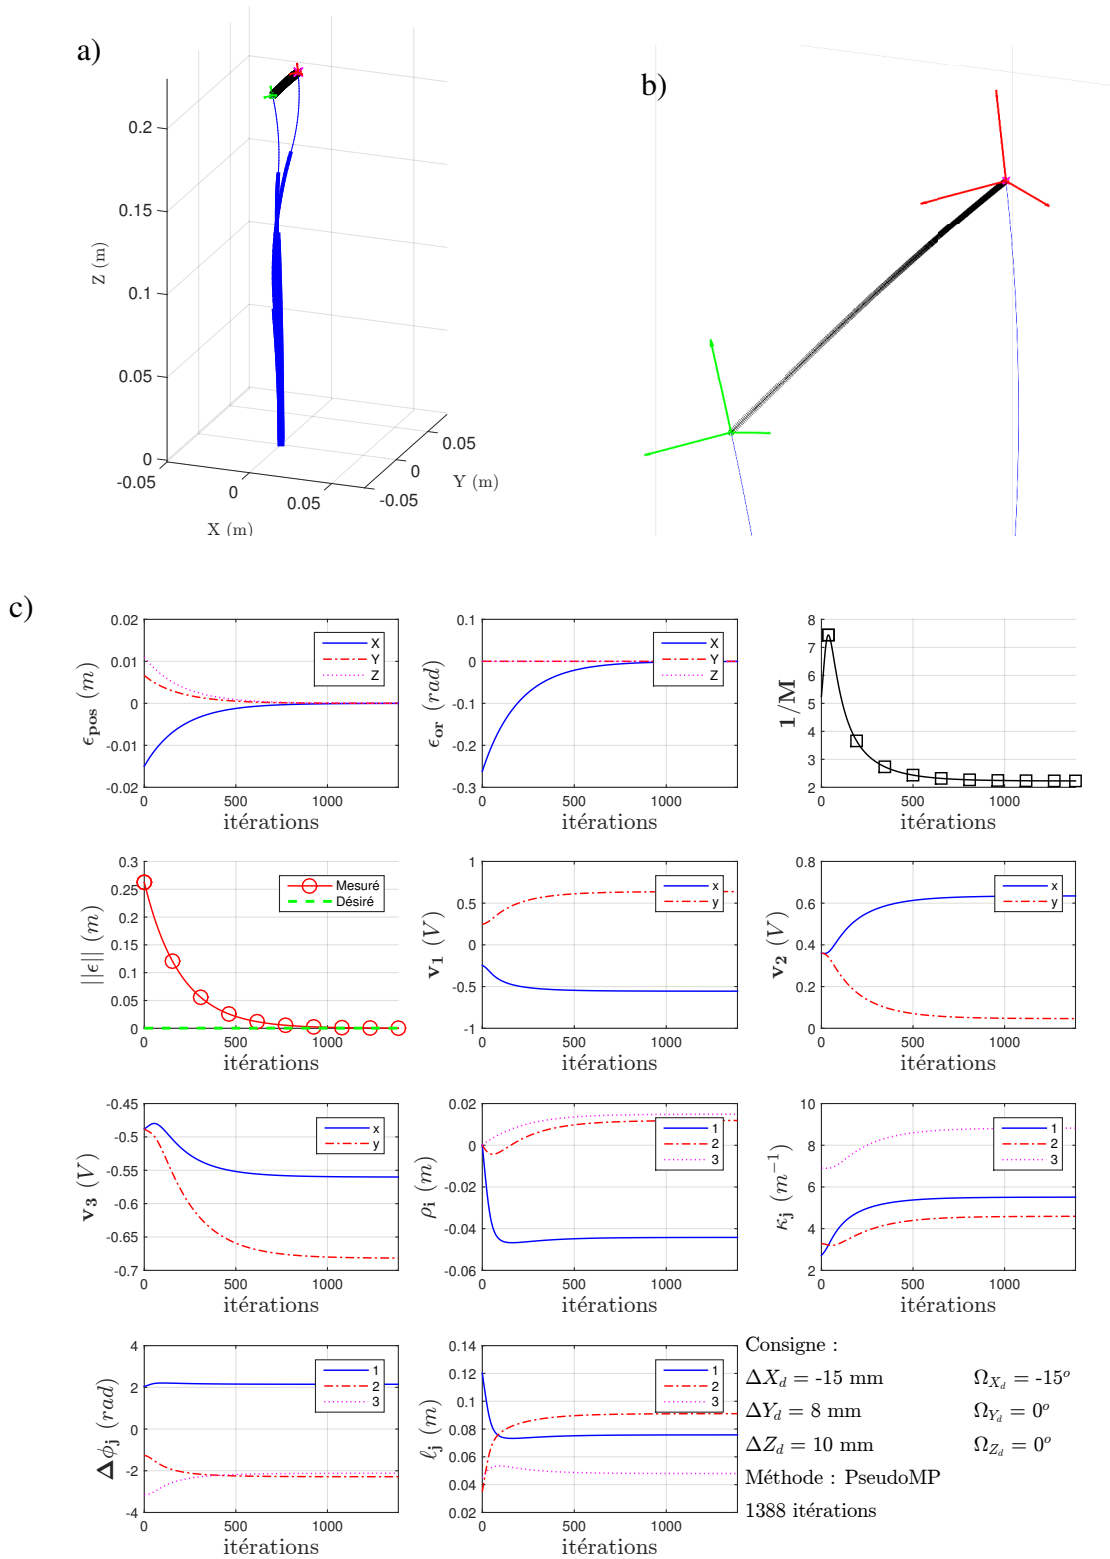 a)
b)
0.2
0.15
0.1
0.05
0
-0.05
0
0.05
-0.05
0
0.05
Z (m)
X (m)
Y (m)
c)
0.02
0.01
0
-0.01
-0.02
0
500
1000
ϵpos (m)
itérations
X
Y
Z
0.1
0
-0.1
-0.2
-0.3
0
500
1000
ϵor (rad)
itérations
X
Y
Z
8
7
6
5
4
3
2
0
500
1000
1/M
itérations
0.3
0.25
0.2
0.15
0.1
0.05
0
0
500
1000
||ϵ|| (m)
itérations
Mesuré
Désiré
1
0.5
0
-0.5
-1
0
500
1000
v1 (V)
itérations
x
y
0.8
0.6
0.4
0.2
0
0
500
1000
v2 (V)
itérations
x
y
-0.45
-0.5
-0.55
-0.6
-0.65
-0.7
0
500
1000
v3 (V)
itérations
x
y
0.02
0
-0.02
-0.04
-0.06
0
500
1000
ρi (m)
itérations
1
2
3
10
8
6
4
2
0
500
1000
κj (m⁻¹)
itérations
1
2
3
4
2
0
-2
-4
0
500
1000
Δϕj (rad)
itérations
1
2
3
0.14
0.12
0.1
0.08
0.06
0.04
0.02
0
500
1000
ℓj (m)
itérations
1
2
3
Consigne :
ΔX_d = -15 mm Ω_X_d = -15°
ΔY_d = 8 mm Ω_Y_d = 0°
ΔZ_d = 10 mm Ω_Z_d = 0°
Méthode : PseudoMP
1388 itérations